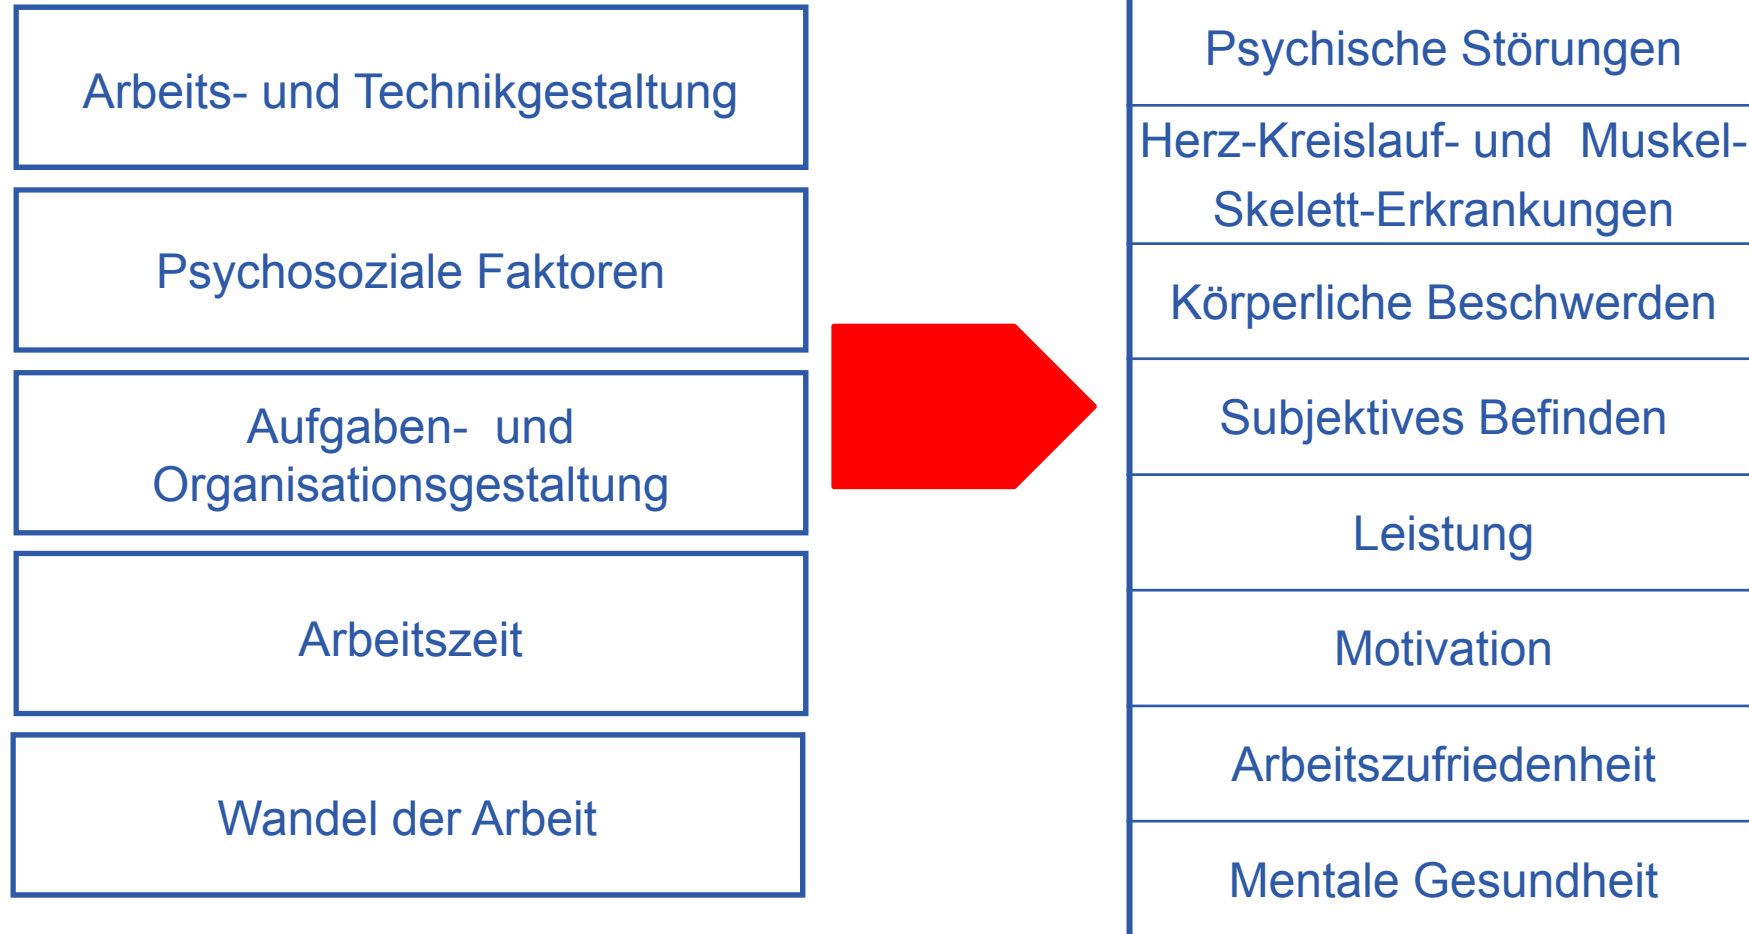 Arbeits- und Technikgestaltung
Psychosoziale Faktoren
Aufgaben- und
Organisationsgestaltung
Arbeitszeit
Wandel der Arbeit
Psychische Störungen
Herz-Kreislauf- und Muskel-
Skelett-Erkrankungen
Körperliche Beschwerden
Subjektives Befinden
Leistung
Motivation
Arbeitszufriedenheit
Mentale Gesundheit